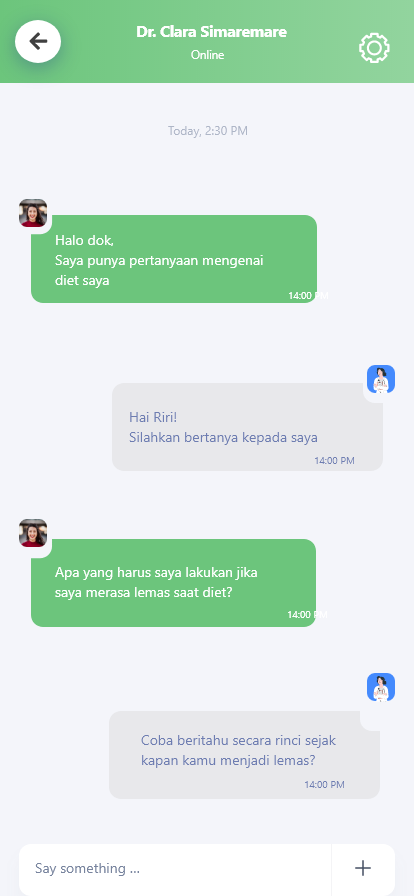 Dr. Clara Simaremare
Online
Today, 2:30 PM
Halo dok,
Saya punya pertanyaan mengenai
diet saya
14:00 PM
Hai Riri!
Silahkan bertanya kepada saya
14:00 PM
Apa yang harus saya lakukan jika
saya merasa lemas saat diet?
14:00 PM
Coba beritahu secara rinci sejak
kapan kamu menjadi lemas?
14:00 PM
Say something ...